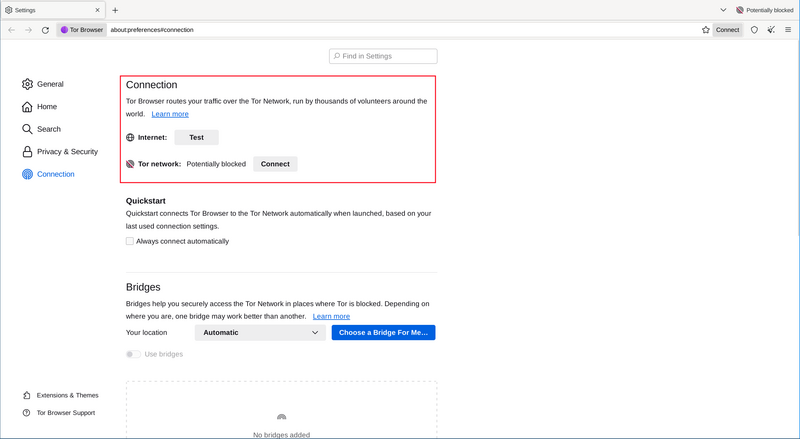 Settings
Potentially blocked
Tor Browser
about:preferences#connection
Connect
Find in Settings
General
Home
Search
Privacy & Security
Connection
Connection
Tor Browser routes your traffic over the Tor Network, run by thousands of volunteers around the
world. Learn more
Internet: Test
Tor network: Potentially blocked Connect
Quickstart
Quickstart connects Tor Browser to the Tor Network automatically when launched, based on your
last used connection settings.
Always connect automatically
Bridges
Bridges help you securely access the Tor Network in places where Tor is blocked. Depending on
where you are, one bridge may work better than another. Learn more
Your location Automatic Choose a Bridge For Me…
Use bridges
No bridges added
Extensions & Themes
Tor Browser Support